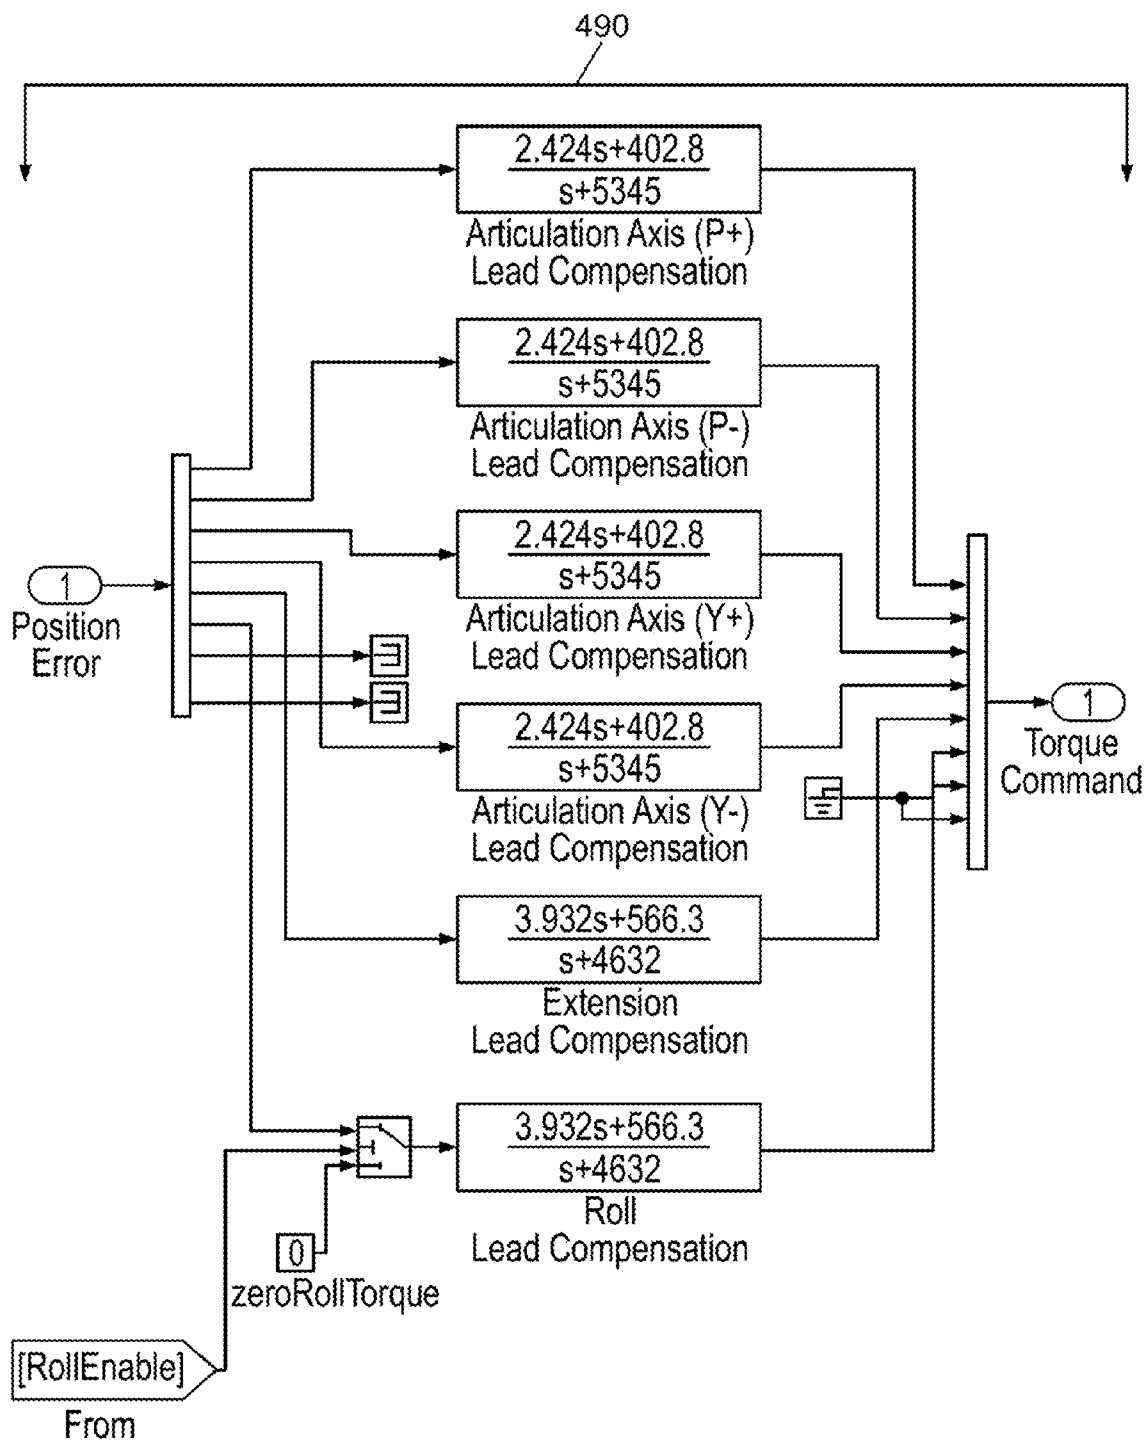 490
2.424s+402.8
s+5345
Articulation Axis (P+)
Lead Compensation
2.424s+402.8
s+5345
Articulation Axis (P-)
Lead Compensation
2.424s+402.8
s+5345
Articulation Axis (Y+)
Lead Compensation
1
Position
Error
2.424s+402.8
s+5345
Articulation Axis (Y-)
Lead Compensation
1
Torque
Command
3.932s+566.3
s+4632
Extension
Lead Compensation
3.932s+566.3
s+4632
Roll
Lead Compensation
0
zeroRollTorque
[RollEnable]
From